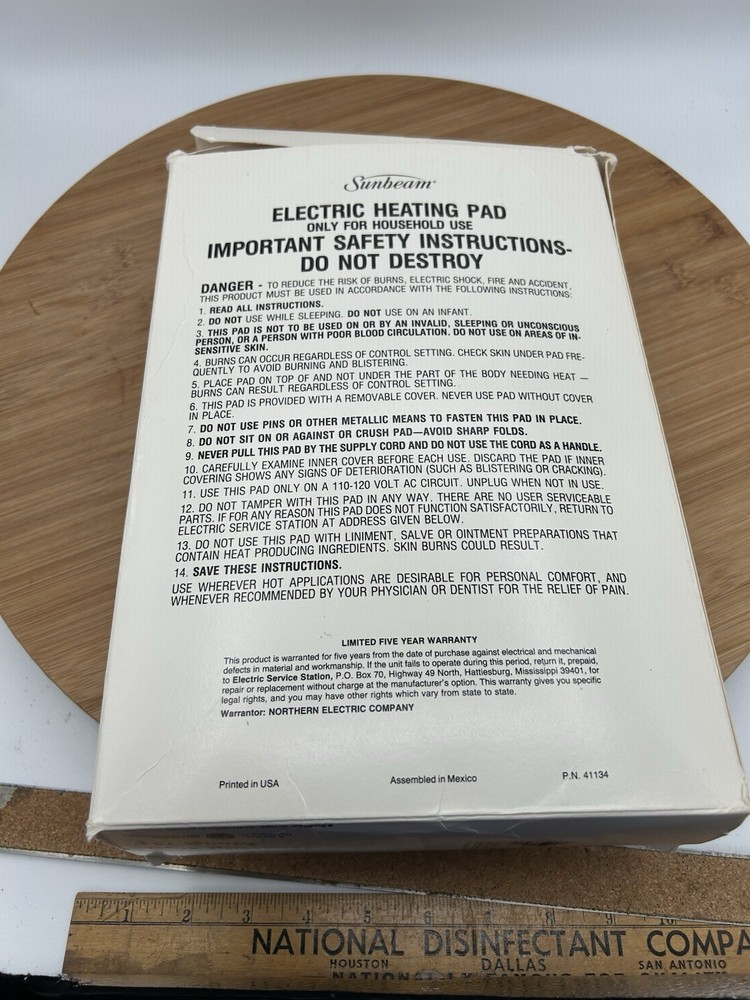 Sunbeam®
ELECTRIC HEATING PAD
ONLY FOR HOUSEHOLD USE
IMPORTANT SAFETY INSTRUCTIONS-
DO NOT DESTROY
DANGER - TO REDUCE THE RISK OF BURNS, ELECTRIC SHOCK, FIRE AND ACCIDENT,
THIS PRODUCT MUST BE USED IN ACCORDANCE WITH THE FOLLOWING INSTRUCTIONS:
1. READ ALL INSTRUCTIONS.
2. DO NOT USE WHILE SLEEPING. DO NOT USE ON AN INFANT.
3. THIS PAD IS NOT TO BE USED ON OR BY AN INVALID, SLEEPING OR UNCONSCIOUS
PERSON, OR A PERSON WITH POOR BLOOD CIRCULATION. DO NOT USE ON AREAS OF IN-
SENSITIVE SKIN.
4. BURNS CAN OCCUR REGARDLESS OF CONTROL SETTING. CHECK SKIN UNDER PAD FRE-
QUENTLY TO AVOID BURNING AND BLISTERING.
5. PLACE PAD ON TOP OF AND NOT UNDER THE PART OF THE BODY NEEDING HEAT —
BURNS CAN RESULT REGARDLESS OF CONTROL SETTING.
6. THIS PAD IS PROVIDED WITH A REMOVABLE COVER. NEVER USE PAD WITHOUT COVER
IN PLACE.
7. DO NOT USE PINS OR OTHER METALLIC MEANS TO FASTEN THIS PAD IN PLACE.
8. DO NOT SIT ON OR AGAINST OR CRUSH PAD—AVOID SHARP FOLDS.
9. NEVER PULL THIS PAD BY THE SUPPLY CORD AND DO NOT USE THE CORD AS A HANDLE.
10. CAREFULLY EXAMINE INNER COVER BEFORE EACH USE. DISCARD THE PAD IF INNER
COVERING SHOWS ANY SIGNS OF DETERIORATION (SUCH AS BLISTERING OR CRACKING).
11. USE THIS PAD ONLY ON A 110-120 VOLT AC CIRCUIT. UNPLUG WHEN NOT IN USE.
12. DO NOT TAMPER WITH THIS PAD IN ANY WAY. THERE ARE NO USER SERVICEABLE
PARTS. IF FOR ANY REASON THIS PAD DOES NOT FUNCTION SATISFACTORILY, RETURN TO
ELECTRIC SERVICE STATION AT ADDRESS GIVEN BELOW.
13. DO NOT USE THIS PAD WITH LINIMENT, SALVE OR OINTMENT PREPARATIONS THAT
CONTAIN HEAT PRODUCING INGREDIENTS. SKIN BURNS COULD RESULT.
14. SAVE THESE INSTRUCTIONS.
USE WHEREVER HOT APPLICATIONS ARE DESIRABLE FOR PERSONAL COMFORT, AND
WHENEVER RECOMMENDED BY YOUR PHYSICIAN OR DENTIST FOR THE RELIEF OF PAIN.
LIMITED FIVE YEAR WARRANTY
This product is warranted for five years from the date of purchase against electrical and mechanical
defects in material and workmanship. If the unit fails to operate during this period, return it, prepaid,
to Electric Service Station, P.O. Box 70, Highway 49 North, Hattiesburg, Mississippi 39401, for
repair or replacement without charge at the manufacturer's option. This warranty gives you specific
legal rights, and you may have other rights which vary from state to state.
Warrantor: NORTHERN ELECTRIC COMPANY
Printed in USA Assembled in Mexico P.N. 41134
1 2 3 4 5 6 7 8 9 10
NATIONAL DISINFECTANT COMPA
HOUSTON DALLAS SAN ANTONIO